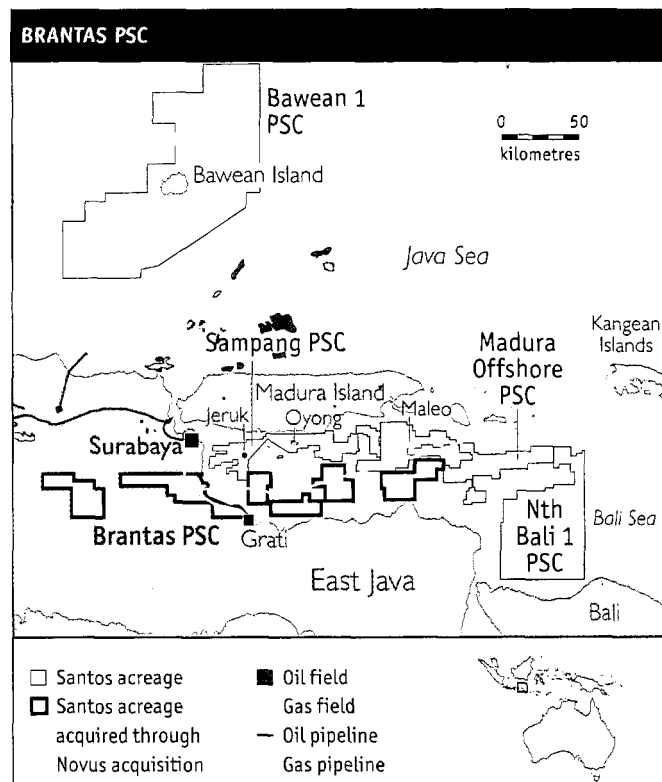 BRANTAS PSC
Bawean 1
PSC
0 50
kilometres
Bawean Island
Java Sea
Kangean
Islands
Sampang PSC
Madura
Offshore
PSC
Madura Island
Jeruk
Oyong
Maleo
Surabaya
Brantas PSC
Grati
Nth
Bali 1
PSC
Bali Sea
East Java
Bali
Santos acreage
Santos acreage
acquired through
Novus acquisition
Oil field
Gas field
Oil pipeline
Gas pipeline